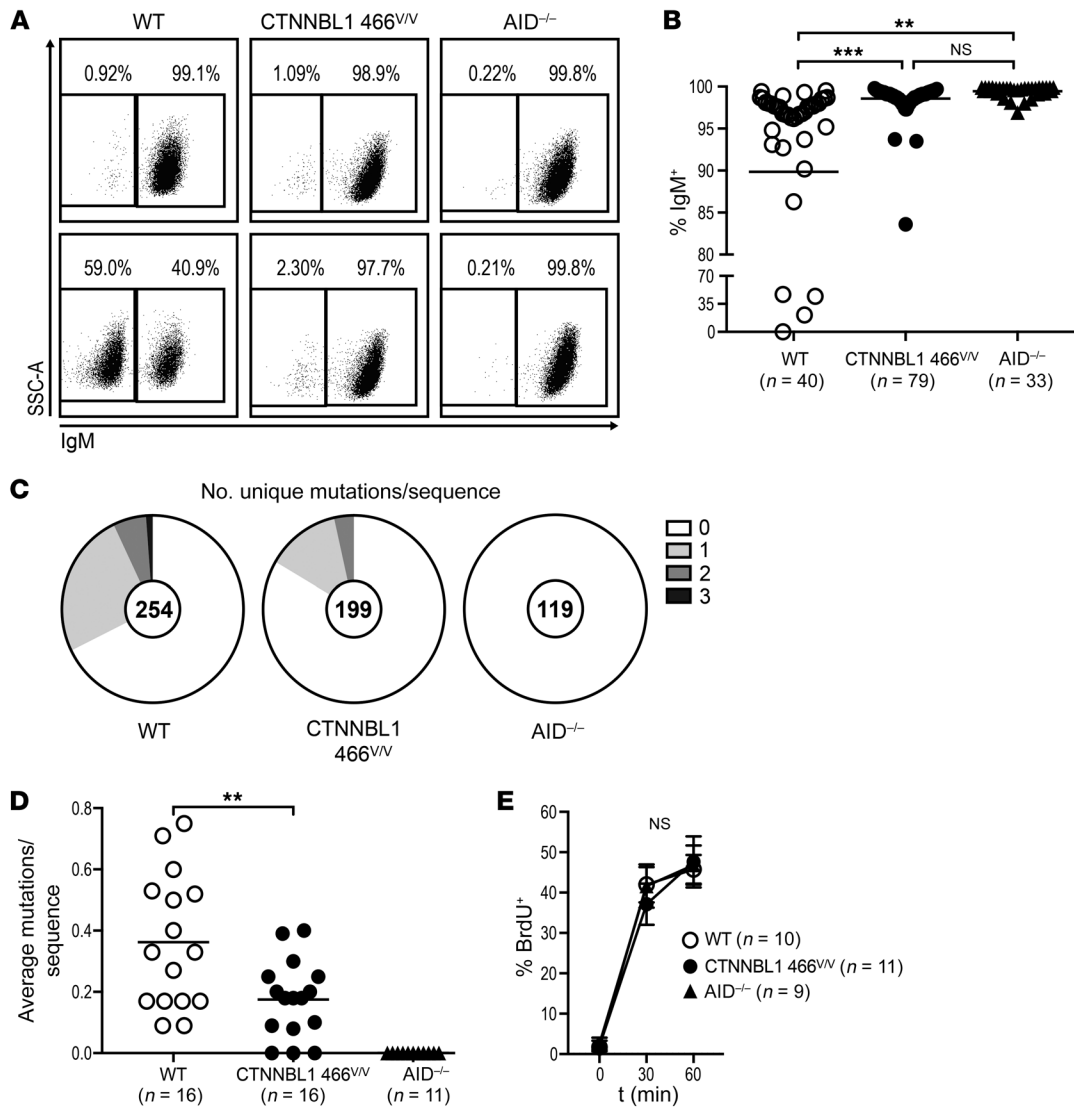 A
WT CTNNBL1 466V/V AID–/–
0.92% 99.1% 1.09% 98.9% 0.22% 99.8%
59.0% 40.9% 2.30% 97.7% 0.21% 99.8%
SSC-A
IgM
B
**
*** NS
% IgM+
100
95
90
85
80
70
35
0
WT CTNNBL1 466V/V AID–/–
(n = 40) (n = 79) (n = 33)
C
No. unique mutations/sequence
254 199 119
0
1
2
3
WT CTNNBL1 AID–/–
466V/V
D
**
Average mutations/
sequence
0.8
0.6
0.4
0.2
0.0
WT CTNNBL1 466V/V AID–/–
(n = 16) (n = 16) (n = 11)
E
NS
% BrdU+
60
50
40
30
20
10
0
WT (n = 10)
CTNNBL1 466V/V (n = 11)
AID–/– (n = 9)
0 30 60
t (min)